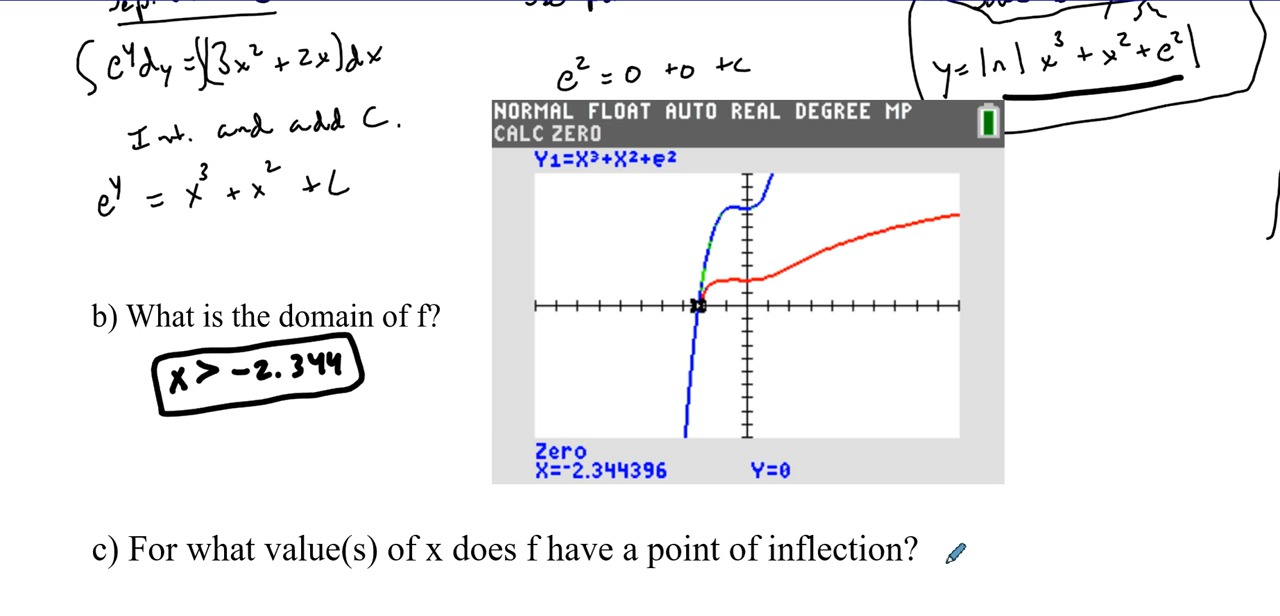 ∫e^y dy = ∫(3x² + 2x)dx
Int. and add C.
e^y = x³ + x² + C
e² = 0 + 0 + C
y = ln|x³ + x² + e²|
NORMAL FLOAT AUTO REAL DEGREE MP
CALC ZERO
Y₁=X³+X²+e²
Zero
X=-2.344396 Y=0
b) What is the domain of f?
x > -2.344
c) For what value(s) of x does f have a point of inflection?